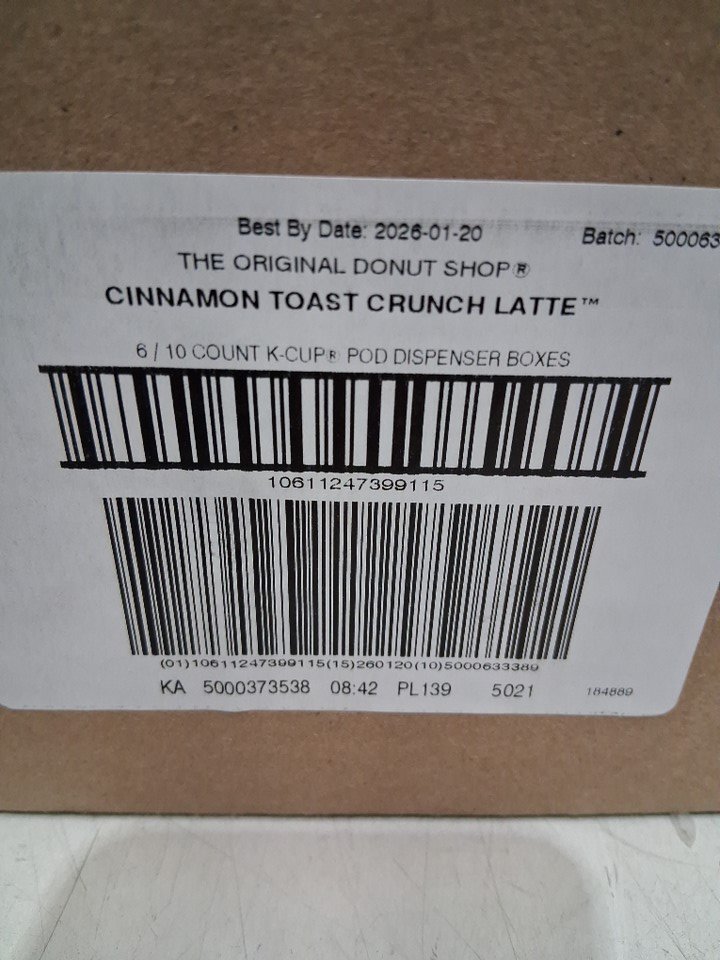 Best By Date: 2026-01-20 Batch: 500063
THE ORIGINAL DONUT SHOP®
CINNAMON TOAST CRUNCH LATTE™
6 / 10 COUNT K-CUP® POD DISPENSER BOXES
10611247399115
(01)10611247399115(15)260120(10)5000633389
KA 5000373538 08:42 PL139 5021 184889